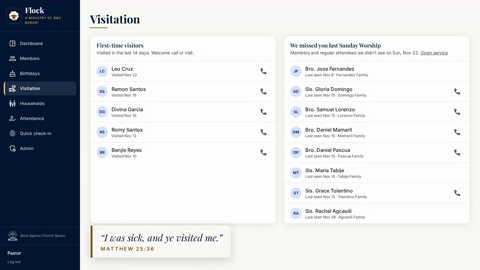 Flock
A MINISTRY OF BBC
BARANI
Dashboard
Members
Birthdays
Visitation
Households
Attendance
Quick check-in
Admin
Bible Baptist Church Barani
Pastor
Log out
Visitation
First-time visitors
Visited in the last 14 days. Welcome call or visit.
LC
Leo Cruz
Visited Nov 22
RS
Ramon Santos
Visited Nov 19
DG
Divina Garcia
Visited Nov 16
RS
Romy Santos
Visited Nov 13
BR
Benjie Reyes
Visited Nov 10
We missed you last Sunday Worship
Members and regular attendees we didn't see on Sun, Nov 22. Open service
JF
Bro. Jose Fernandez
Last seen Nov 8 · Fernandez Family
GD
Sis. Gloria Domingo
Last seen Nov 15 · Domingo Family
SL
Bro. Samuel Lorenzo
Last seen Nov 15 · Lorenzo Family
DM
Bro. Daniel Mamaril
Last seen Nov 15 · Mamaril Family
DP
Bro. Daniel Pascua
Last seen Nov 15 · Pascua Family
MT
Sis. Maria Tabije
Last seen Nov 15 · Tabije Family
GT
Sis. Grace Tolentino
Last seen Nov 15 · Tolentino Family
RA
Sis. Rachel Agcaoili
Last seen Nov 29 · Agcaoili Family
“I was sick, and ye visited me.”
MATTHEW 25:36